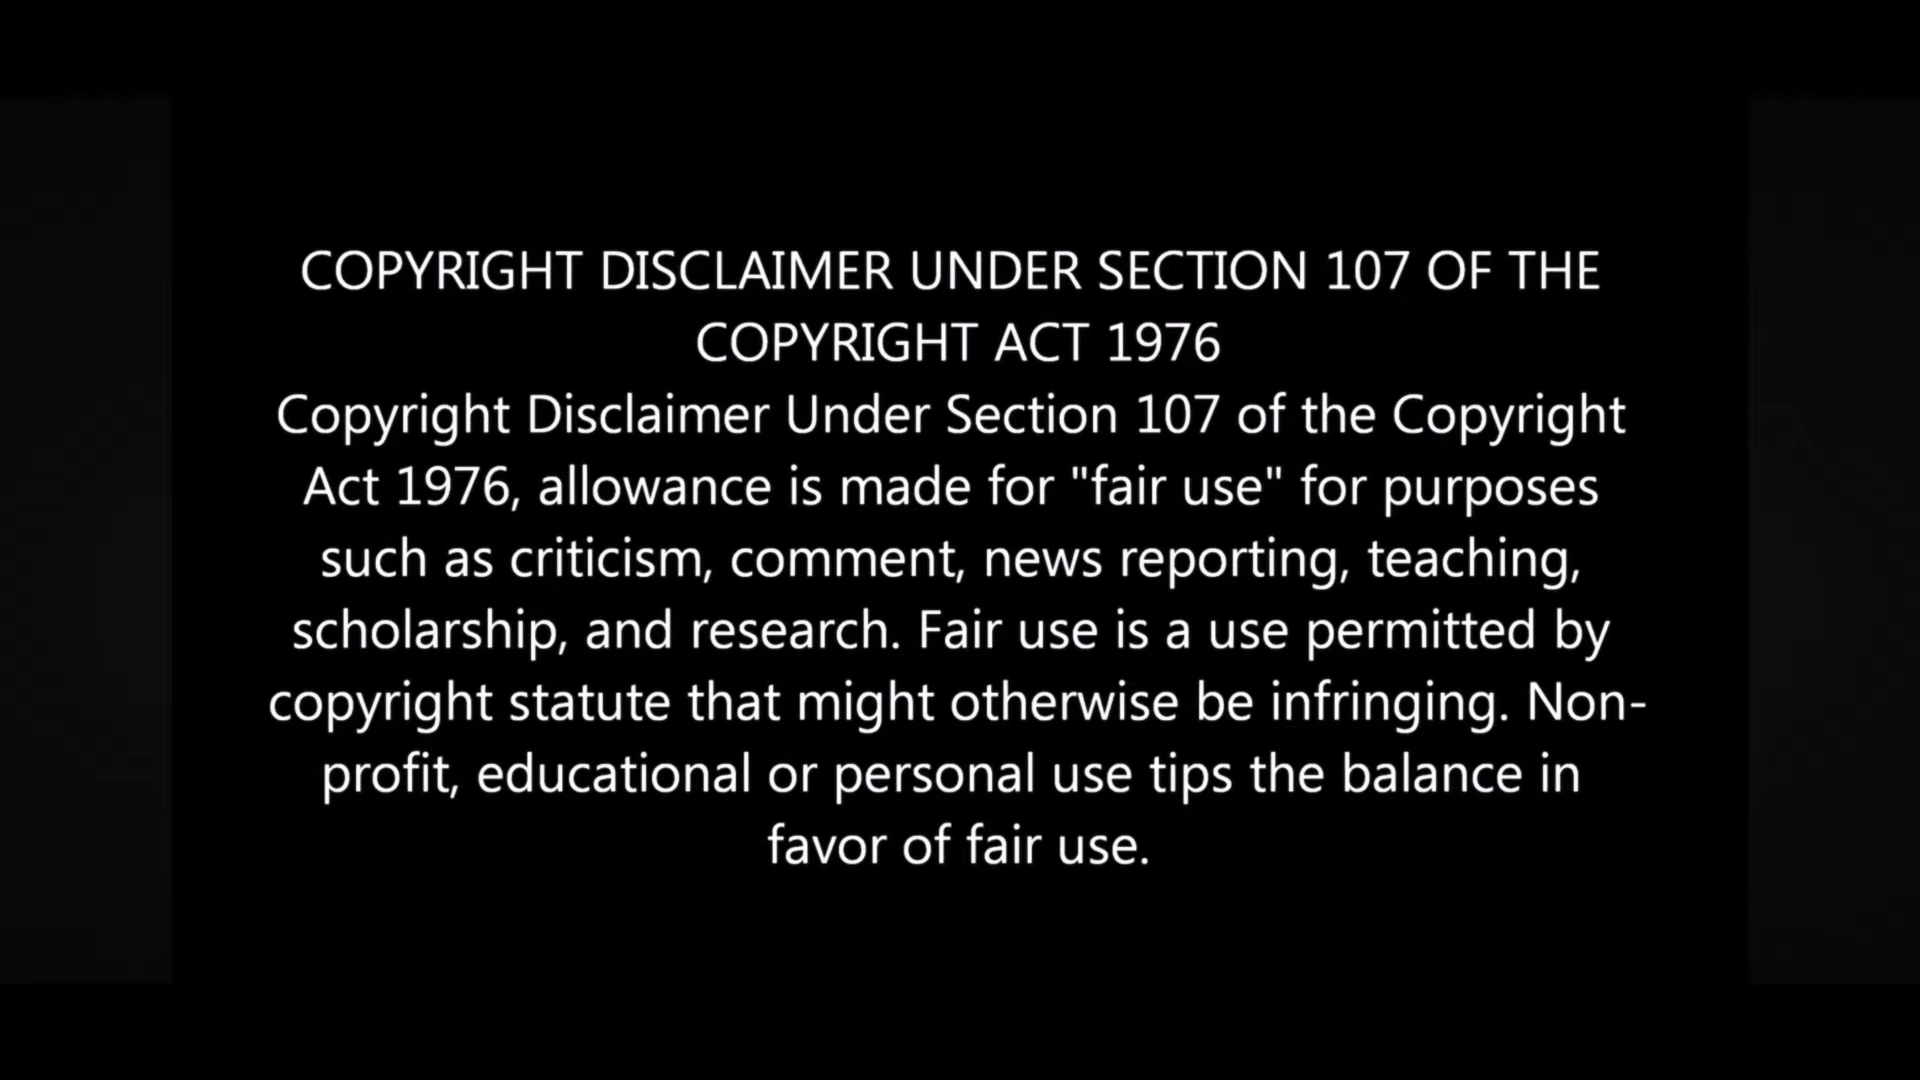 COPYRIGHT DISCLAIMER UNDER SECTION 107 OF THE
COPYRIGHT ACT 1976
Copyright Disclaimer Under Section 107 of the Copyright
Act 1976, allowance is made for "fair use" for purposes
such as criticism, comment, news reporting, teaching,
scholarship, and research. Fair use is a use permitted by
copyright statute that might otherwise be infringing. Non-
profit, educational or personal use tips the balance in
favor of fair use.